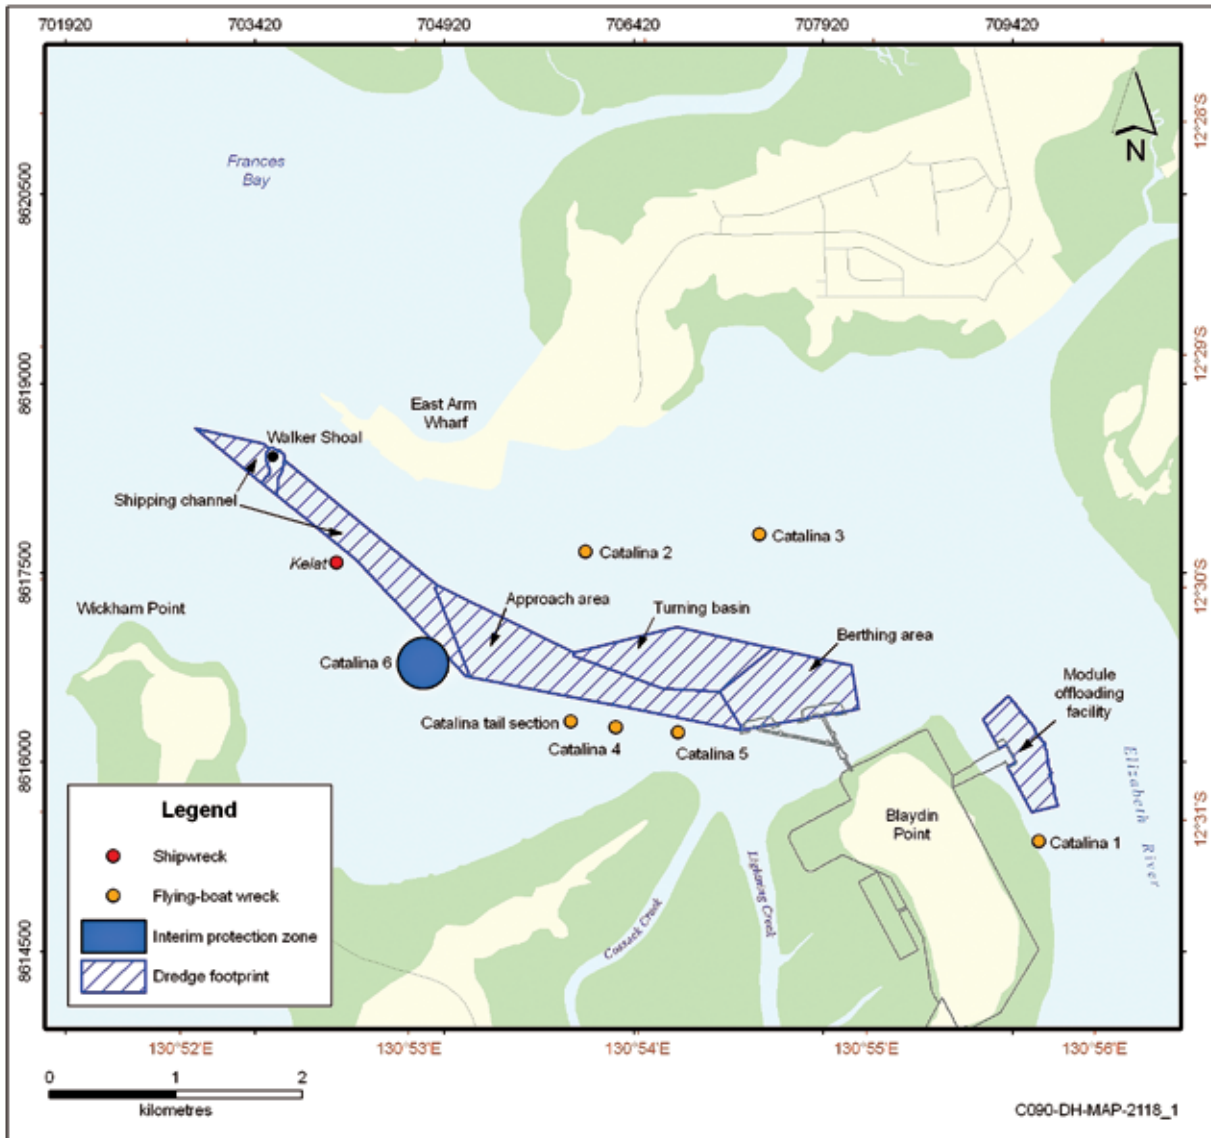 701920
703420
704920
706420
707920
709420
12°28'S
8620500
Frances
Bay
N
12°29'S
8619000
East Arm
Wharf
Walker Shoal
Shipping channel
Catalina 3
Catalina 2
Kelat
8617500
12°30'S
Approach area
Turning basin
Wickham Point
Berthing area
Catalina 6
Module
offloading
facility
Catalina tail section
Catalina 4
Catalina 5
8616000
Elizabeth River
12°31'S
Blaydin
Point
Catalina 1
Lightning Creek
Cossack Creek
8614500
Legend
Shipwreck
Flying-boat wreck
Interim protection zone
Dredge footprint
130°52'E
130°53'E
130°54'E
130°55'E
130°56'E
0 1 2
kilometres
C090-DH-MAP-2118_1